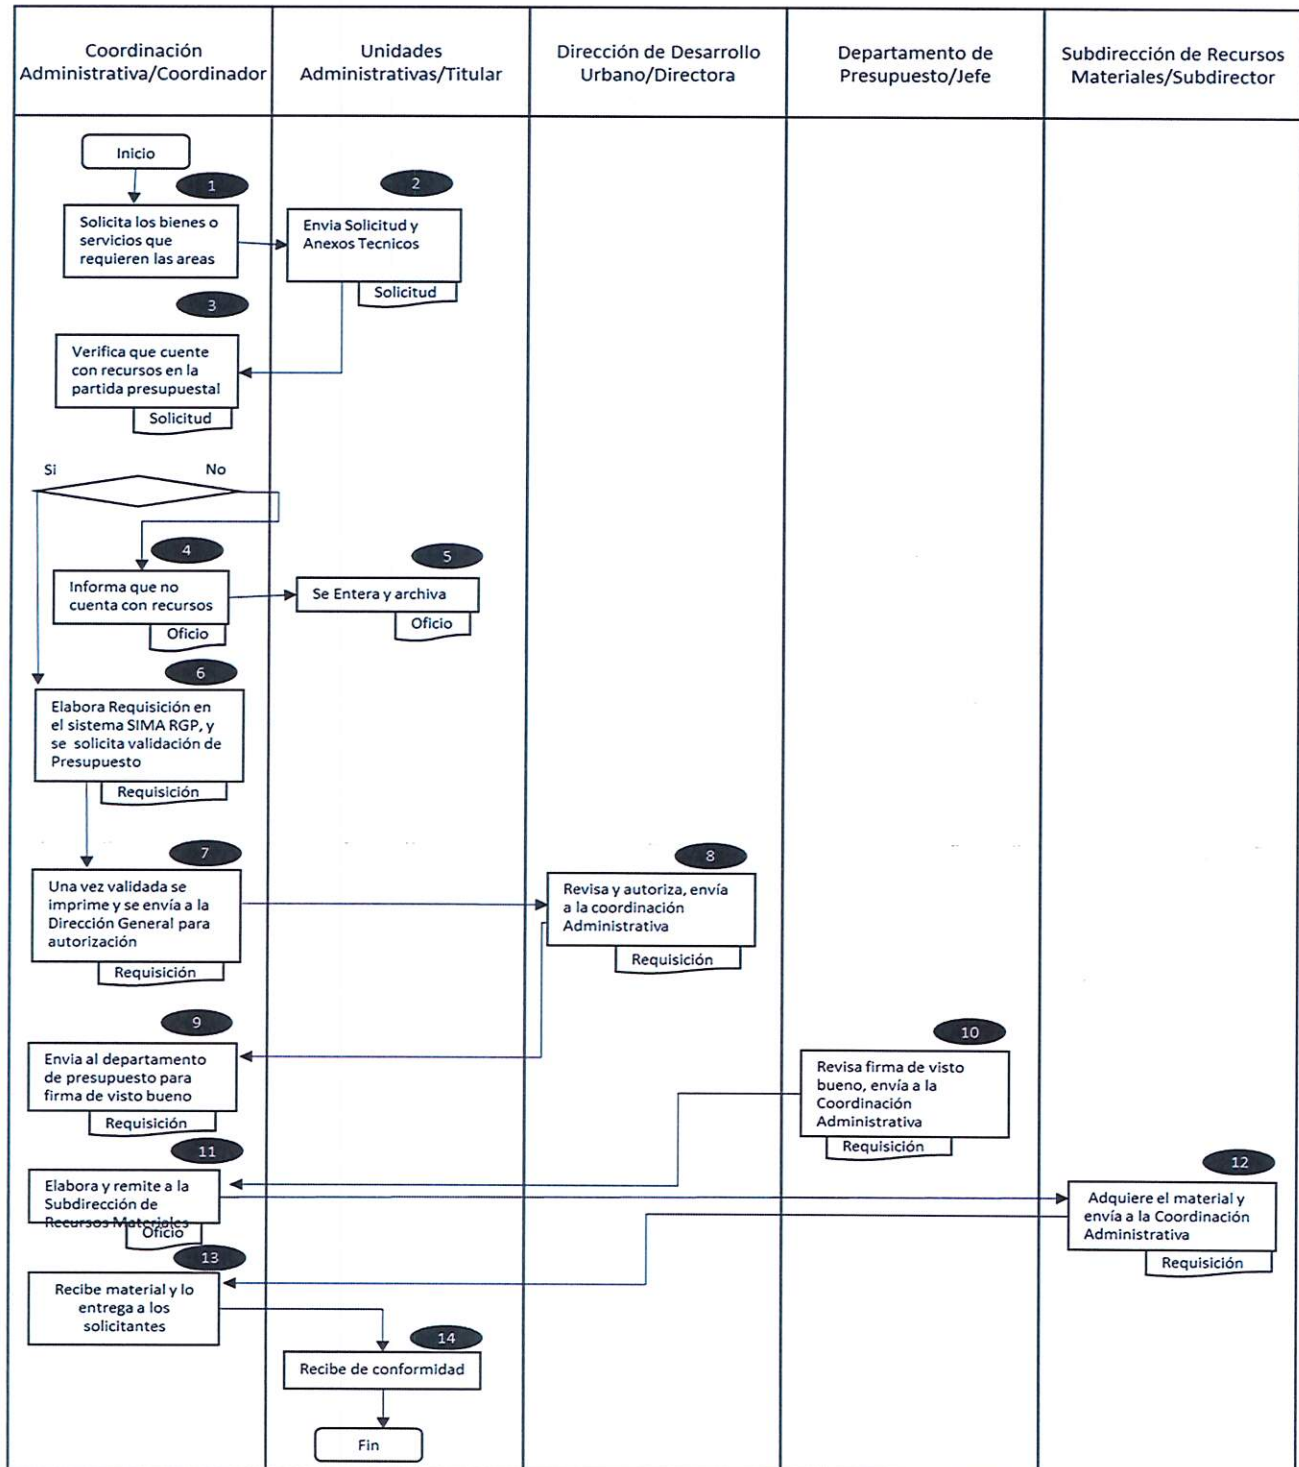 Coordinación
Administrativa/Coordinador
Unidades
Administrativas/Titular
Dirección de Desarrollo
Urbano/Directora
Departamento de
Presupuesto/Jefe
Subdirección de Recursos
Materiales/Subdirector
Inicio
1
Solicita los bienes o
servicios que
requieren las areas
2
Envia Solicitud y
Anexos Tecnicos
Solicitud
3
Verifica que cuente
con recursos en la
partida presupuestal
Solicitud
Si
No
4
Informa que no
cuenta con recursos
Oficio
5
Se Entera y archiva
Oficio
6
Elabora Requisición en
el sistema SIMA RGP, y
se solicita validación de
Presupuesto
Requisición
7
Una vez validada se
imprime y se envía a la
Dirección General para
autorización
Requisición
8
Revisa y autoriza, envía
a la coordinación
Administrativa
Requisición
9
Envia al departamento
de presupuesto para
firma de visto bueno
Requisición
10
Revisa firma de visto
bueno, envía a la
Coordinación
Administrativa
Requisición
11
Elabora y remite a la
Subdirección de
Recursos Materiales
Oficio
12
Adquiere el material y
envía a la Coordinación
Administrativa
Requisición
13
Recibe material y lo
entrega a los
solicitantes
14
Recibe de conformidad
Fin